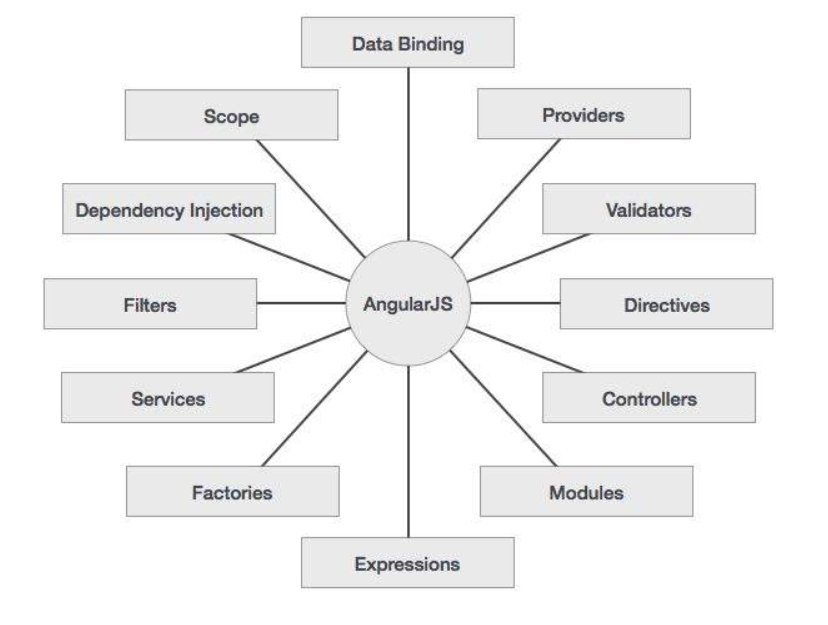 Data Binding
Scope
Providers
Dependency Injection
Validators
Filters
AngularJS
Directives
Services
Controllers
Factories
Modules
Expressions